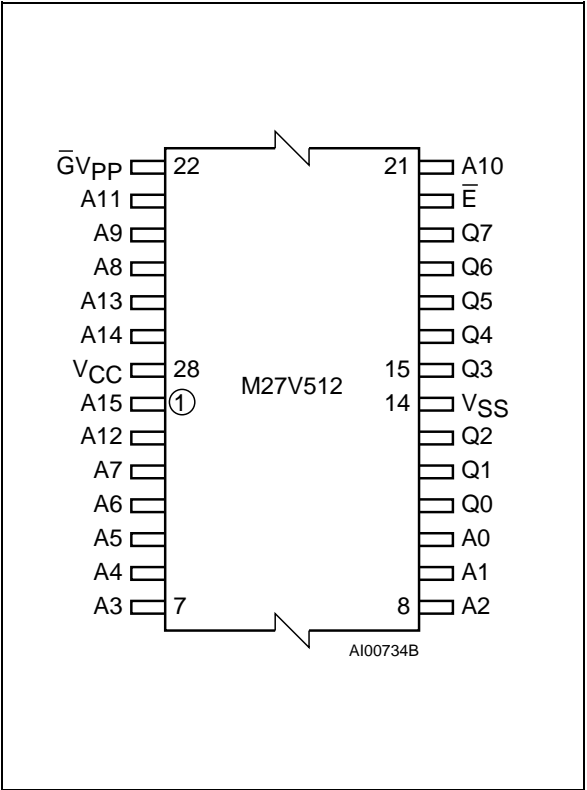 G̅VPP 22 21 A10
A11 E̅
A9 Q7
A8 Q6
A13 Q5
A14 Q4
VCC 28 15 Q3
M27V512
A15 1 14 VSS
A12 Q2
A7 Q1
A6 Q0
A5 A0
A4 A1
A3 7 8 A2
AI00734B